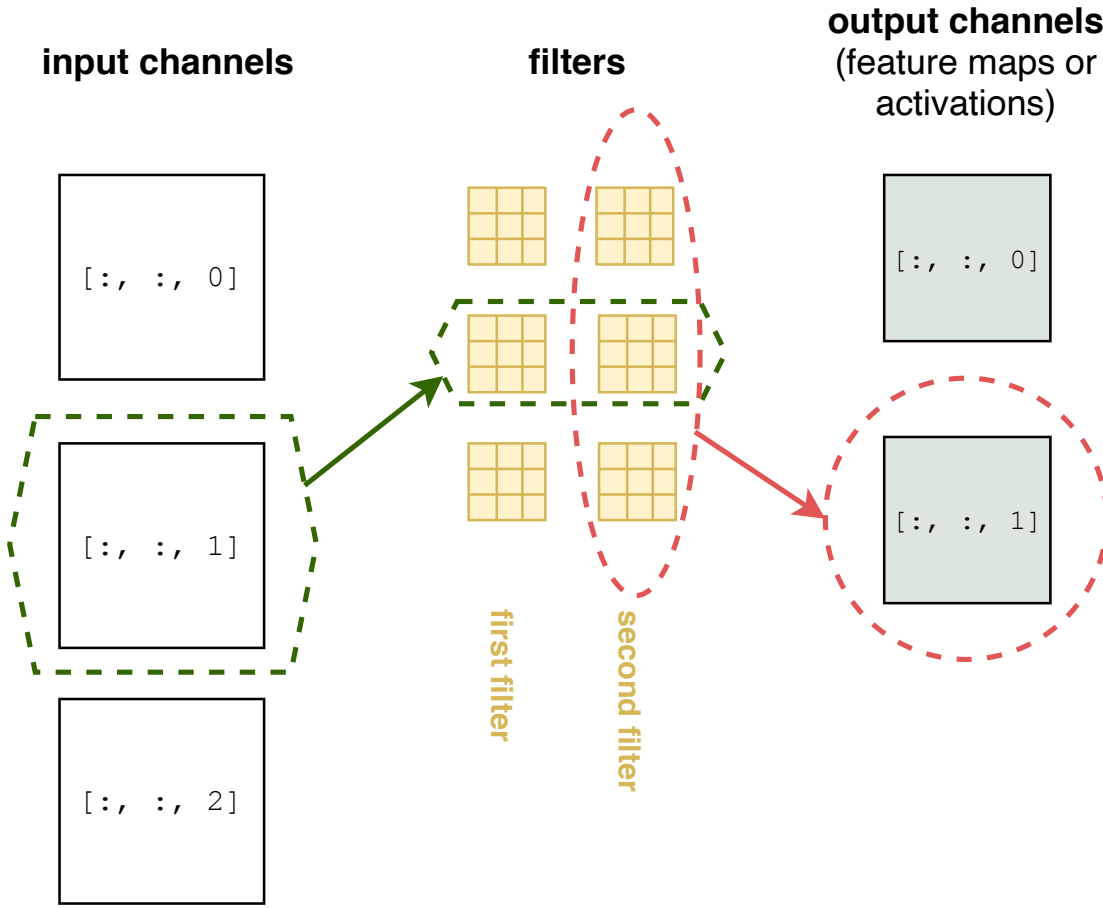 input channels
filters
output channels
(feature maps or
activations)
[:, :, 0]
[:, :, 1]
[:, :, 2]
first filter
second filter
[:, :, 0]
[:, :, 1]